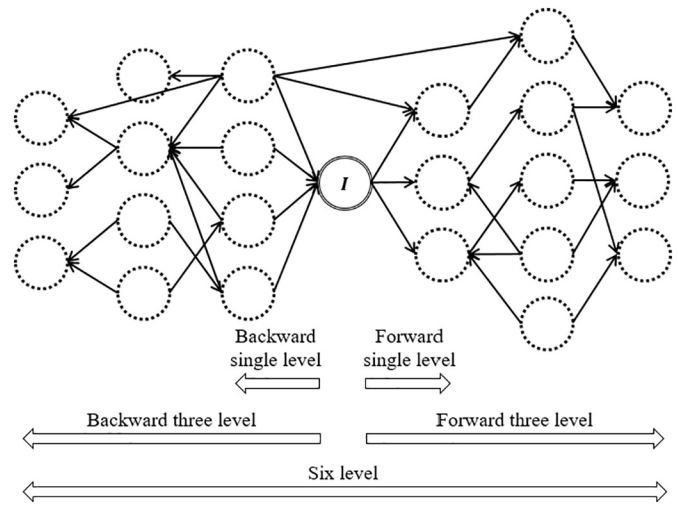 I
Backward
single level
Forward
single level
Backward three level
Forward three level
Six level